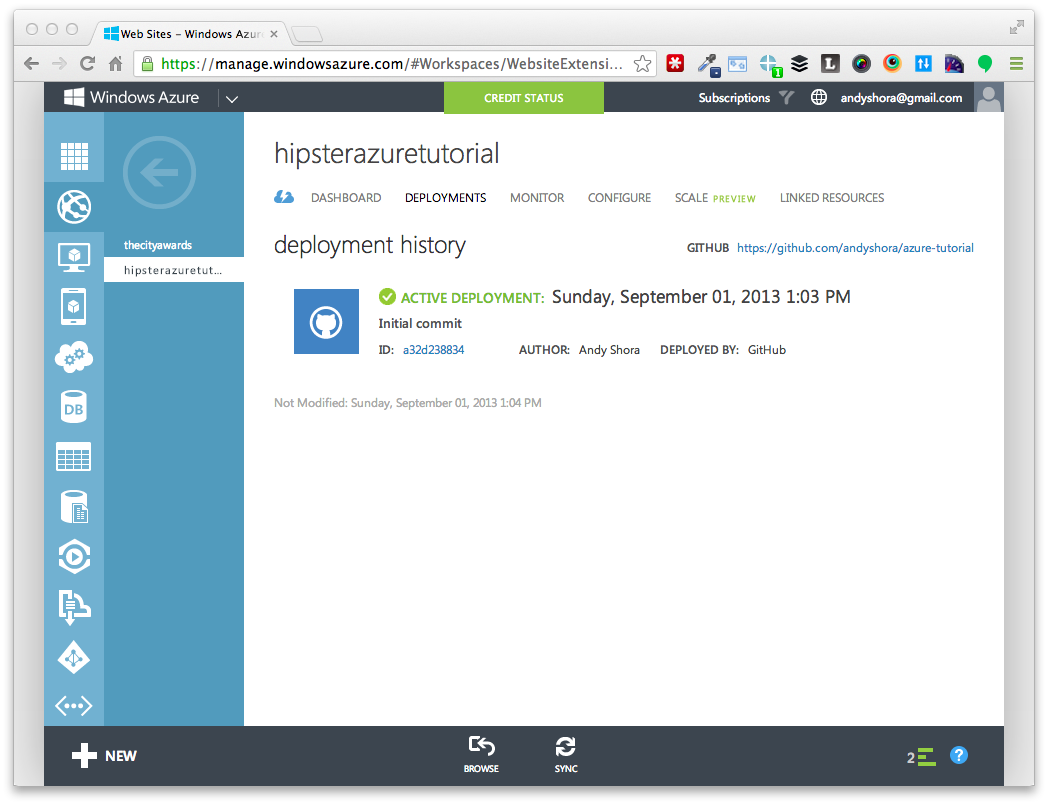 Web Sites – Windows Azur
https://manage.windowsazure.com/#Workspaces/WebsiteExtensi...
L
1
Windows Azure
CREDIT STATUS
Subscriptions
andyshora@gmail.com
hipsterazuretutorial
DASHBOARD DEPLOYMENTS MONITOR CONFIGURE SCALE PREVIEW LINKED RESOURCES
thecityawards
hipsterazuretut...
deployment history
GITHUB https://github.com/andyshora/azure-tutorial
ACTIVE DEPLOYMENT: Sunday, September 01, 2013 1:03 PM
Initial commit
ID: a32d238834 AUTHOR: Andy Shora DEPLOYED BY: GitHub
Not Modified: Sunday, September 01, 2013 1:04 PM
DB
NEW
BROWSE
SYNC
2
?